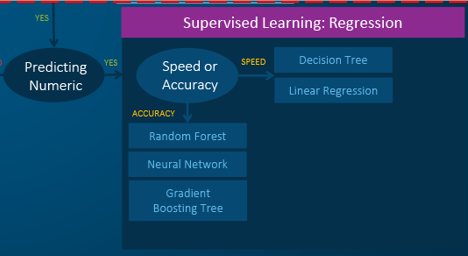 YES
Supervised Learning: Regression
Predicting
Numeric
YES
Speed or
Accuracy
SPEED
Decision Tree
Linear Regression
ACCURACY
Random Forest
Neural Network
Gradient
Boosting Tree